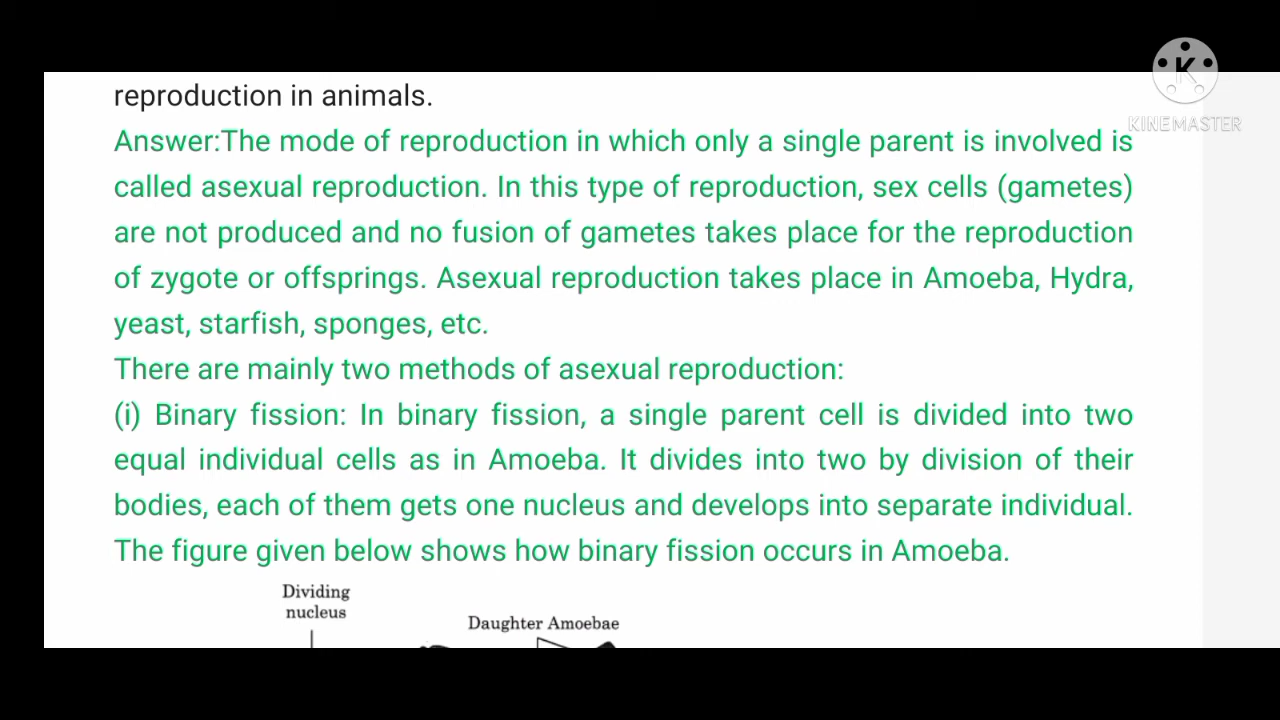 reproduction in animals.
K
KINEMASTER
Answer:The mode of reproduction in which only a single parent is involved is
called asexual reproduction. In this type of reproduction, sex cells (gametes)
are not produced and no fusion of gametes takes place for the reproduction
of zygote or offsprings. Asexual reproduction takes place in Amoeba, Hydra,
yeast, starfish, sponges, etc.
There are mainly two methods of asexual reproduction:
(i) Binary fission: In binary fission, a single parent cell is divided into two
equal individual cells as in Amoeba. It divides into two by division of their
bodies, each of them gets one nucleus and develops into separate individual.
The figure given below shows how binary fission occurs in Amoeba.
Dividing
nucleus
Daughter Amoebae